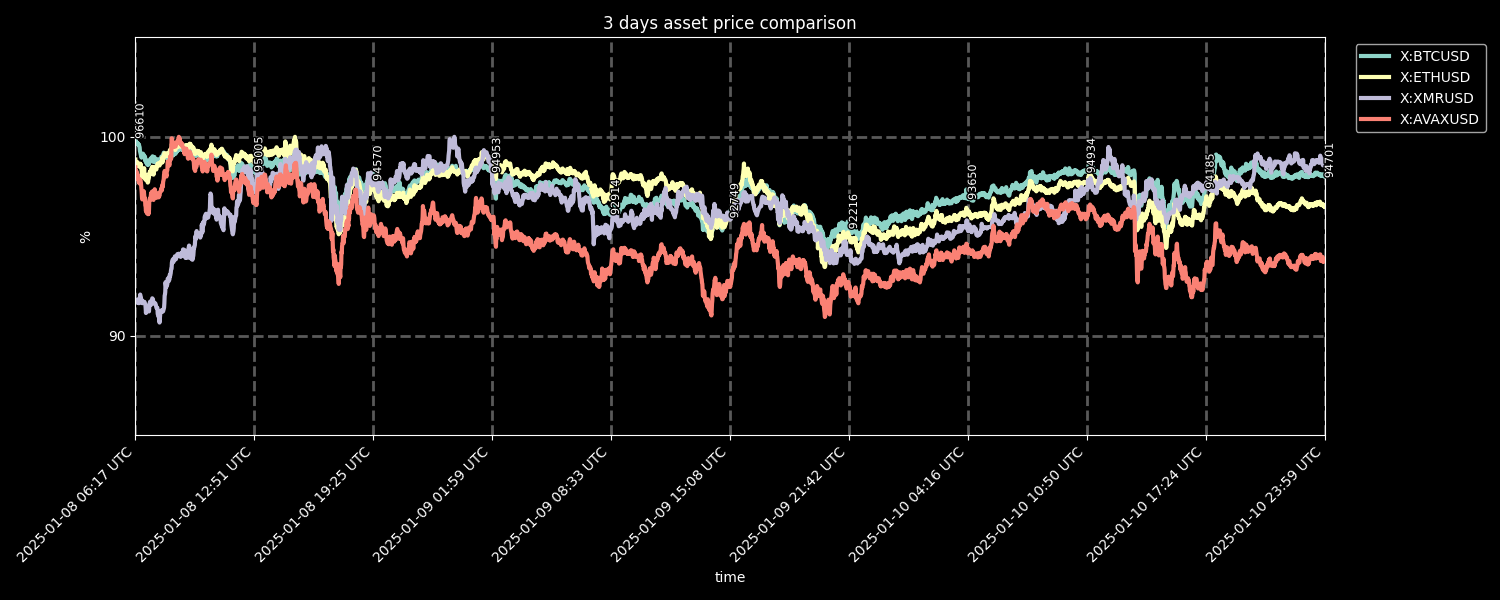 3 days asset price comparison
X:BTCUSD
X:ETHUSD
X:XMRUSD
X:AVAXUSD
100
90
%
96610
95005
94570
94953
92914
92749
92216
93650
94934
94185
94701
2025-01-08 06:17 UTC
2025-01-08 12:51 UTC
2025-01-08 19:25 UTC
2025-01-09 01:59 UTC
2025-01-09 08:33 UTC
2025-01-09 15:08 UTC
2025-01-09 21:42 UTC
2025-01-10 04:16 UTC
2025-01-10 10:50 UTC
2025-01-10 17:24 UTC
2025-01-10 23:59 UTC
time